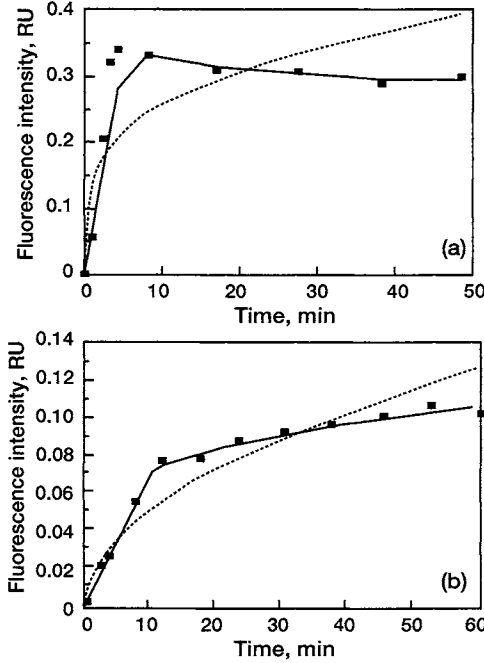 Fluorescence intensity, RU
0.4
0.3
0.2
0.1
0
(a)
0 10 20 30 40 50
Time, min
Fluorescence intensity, RU
0.14
0.12
0.10
0.08
0.06
0.04
0.02
0
(b)
0 10 20 30 40 50 60
Time, min